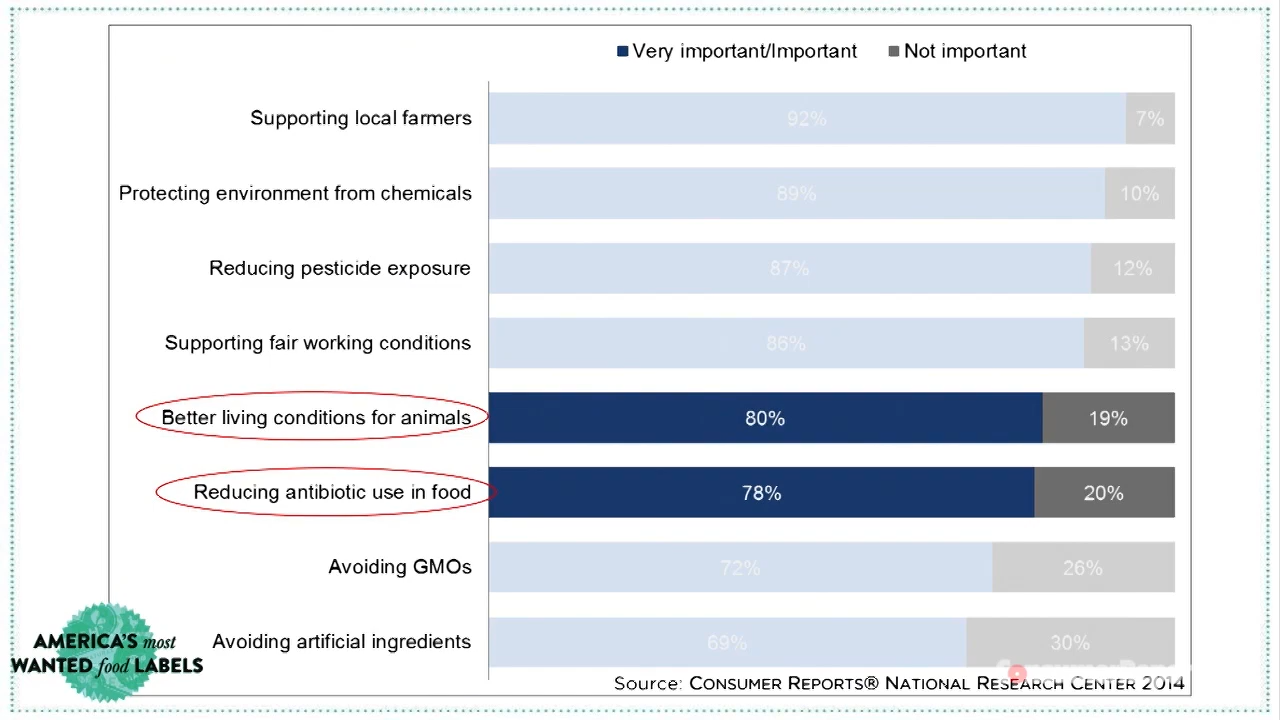 Very important/Important Not important
Supporting local farmers 92% 7%
Protecting environment from chemicals 89% 10%
Reducing pesticide exposure 87% 12%
Supporting fair working conditions 86% 13%
Better living conditions for animals 80% 19%
Reducing antibiotic use in food 78% 20%
Avoiding GMOs 72% 26%
Avoiding artificial ingredients 69% 30%
AMERICA'S most
WANTED food LABELS
Source: CONSUMER REPORTS® NATIONAL RESEARCH CENTER 2014